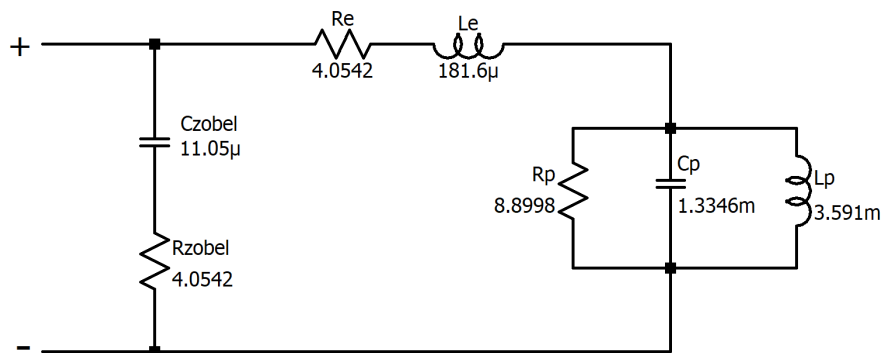 +
Re
4.0542
Le
181.6µ
Czobel
11.05µ
Rp
8.8998
Cp
1.3346m
Lp
3.591m
Rzobel
4.0542
-